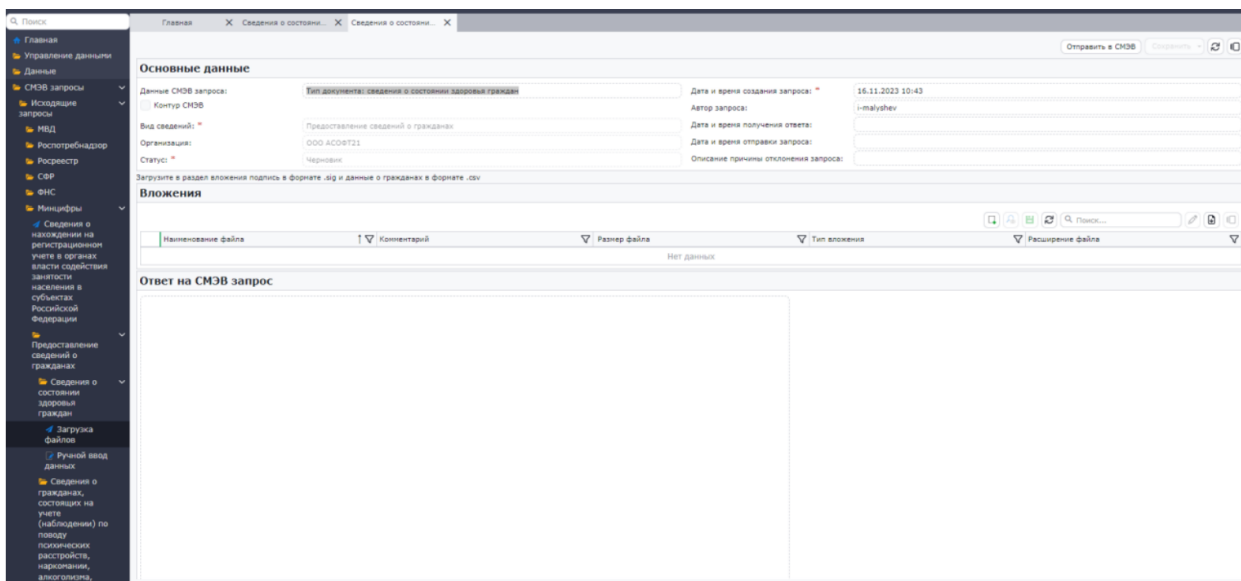 Поиск
Главная
Сведения о состояни...
Сведения о состояни...
Главная
Управление данными
Данные
СМЭВ запросы
Исходящие
запросы
МВД
Роспотребнадзор
Росреестр
СФР
ФНС
Минцифры
Сведения о
нахождении на
регистрационном
учете в органах
власти содействия
занятости
населения в
субъектах
Российской
Федерации
Предоставление
сведений о
гражданах
Сведения о
состоянии
здоровья
граждан
Загрузка
файлов
Ручной ввод
данных
Сведения о
гражданах,
состоящих на
учете
(наблюдении) по
поводу
психических
расстройств,
наркомании,
алкоголизма,
Отправить в СМЭВ Сохранить
Основные данные
Данные СМЭВ запроса: Тип документа: сведения о состоянии здоровья граждан
Контур СМЭВ
Вид сведений: * Предоставление сведений о гражданах
Организация: ООО АСОФТ21
Статус: * Черновик
Дата и время создания запроса: * 16.11.2023 10:43
Автор запроса: i-malyshev
Дата и время получения ответа:
Дата и время отправки запроса:
Описание причины отклонения запроса:
Загрузите в раздел вложения подпись в формате .sig и данные о гражданах в формате .csv
Вложения
Поиск...
Наименование файла Комментарий Размер файла Тип вложения Расширение файла
Нет данных
Ответ на СМЭВ запрос